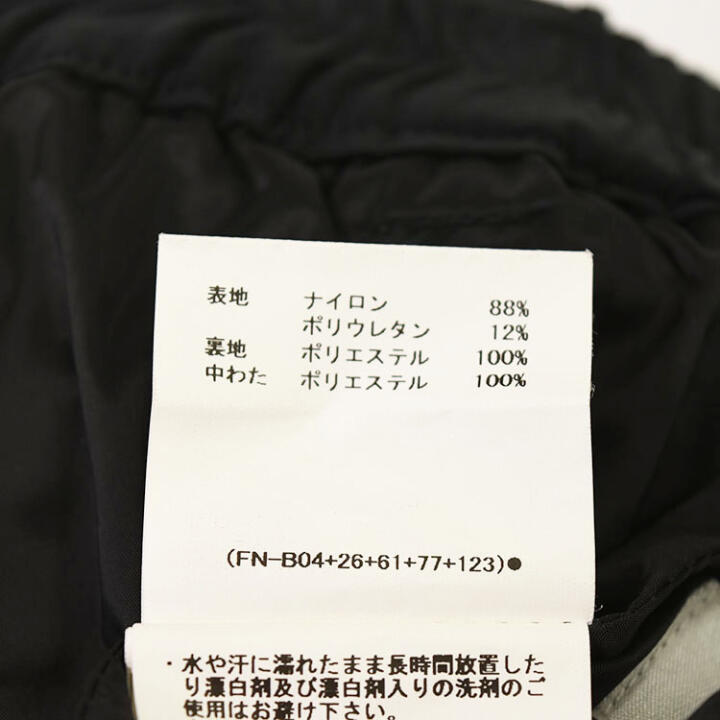 表地 ナイロン 88%
ポリウレタン 12%
裏地 ポリエステル 100%
中わた ポリエステル 100%
(FN-B04+26+61+77+123)●
・水や汗に濡れたまま長時間放置した
り漂白剤及び漂白剤入りの洗剤のご
使用はお避け下さい。